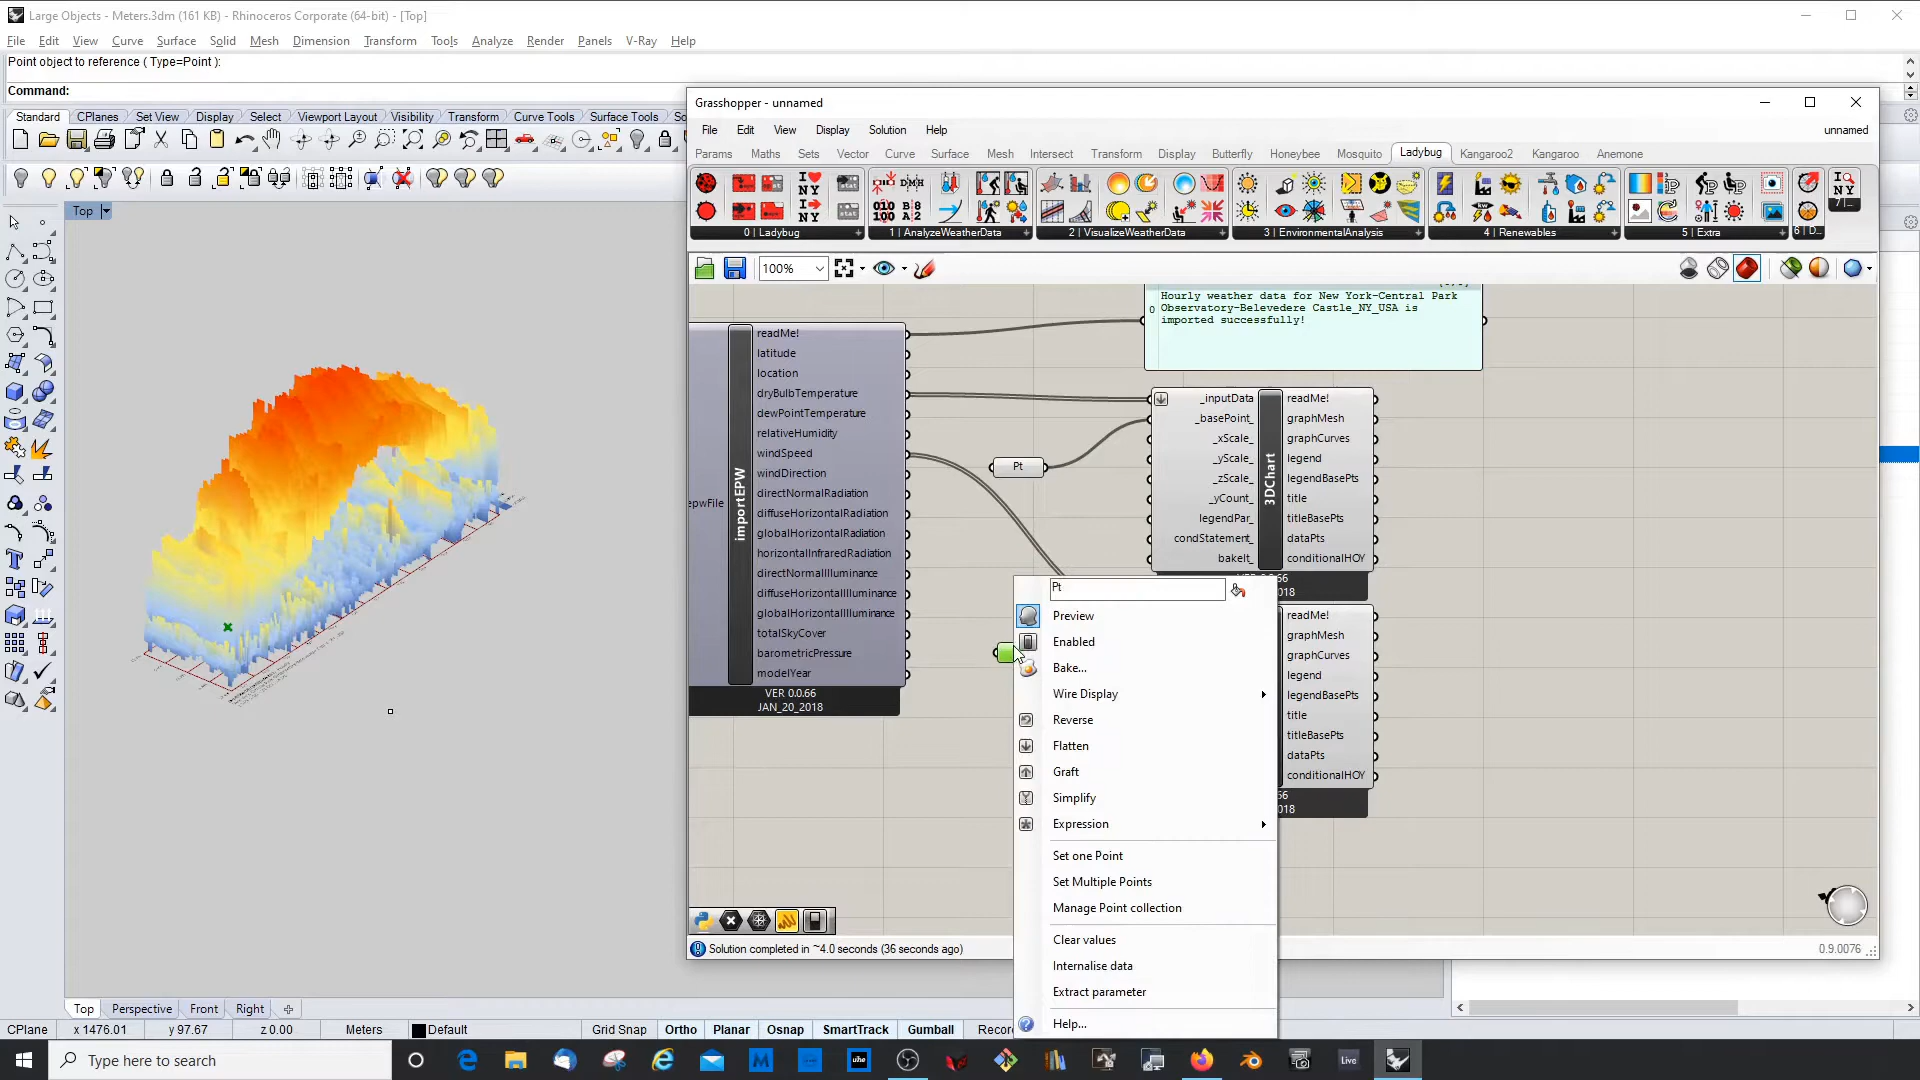 Large Objects - Meters.3dm (161 KB) - Rhinoceros Corporate (64-bit) - [Top]
File Edit View Curve Surface Solid Mesh Dimension Transform Tools Analyze Render Panels V-Ray Help
Point object to reference ( Type=Point ):
Command:
Standard CPlanes Set View Display Select Viewport Layout Visibility Transform Curve Tools Surface Tools So
Top
Grasshopper - unnamed
File Edit View Display Solution Help
unnamed
Params Maths Sets Vector Curve Surface Mesh Intersect Transform Display Butterfly Honeybee Mosquito Ladybug Kangaroo2 Kangaroo Anemone
0 | Ladybug
1 | AnalyzeWeatherData
2 | VisualizeWeatherData
3 | EnvironmentalAnalysis
4 | Renewables
5 | Extra
6 | D...
7 |...
100%
Hourly weather data for New York-Central Park
0 Observatory-Belevedere Castle_NY_USA is
imported successfully!
epwFile
importEPW
readMe!
latitude
location
dryBulbTemperature
dewPointTemperature
relativeHumidity
windSpeed
windDirection
directNormalRadiation
diffuseHorizontalRadiation
globalHorizontalRadiation
horizontalInfraredRadiation
directNormalIlluminance
diffuseHorizontalIlluminance
globalHorizontalIlluminance
totalSkyCover
barometricPressure
modelYear
VER 0.0.66
JAN_20_2018
Pt
_inputData
_basePoint_
_xScale_
_yScale_
_zScale_
_yCount_
legendPar_
condStatement_
bakeIt_
3DChart
readMe!
graphMesh
graphCurves
legend
legendBasePts
title
titleBasePts
dataPts
conditionalHOY
66
018
readMe!
graphMesh
graphCurves
legend
legendBasePts
title
titleBasePts
dataPts
conditionalHOY
66
018
Pt
Preview
Enabled
Bake...
Wire Display
Reverse
Flatten
Graft
Simplify
Expression
Set one Point
Set Multiple Points
Manage Point collection
Clear values
Internalise data
Extract parameter
Help...
Solution completed in ~4.0 seconds (36 seconds ago)
0.9.0076
Top Perspective Front Right
CPlane x 1476.01 y 97.67 z 0.00 Meters Default Grid Snap Ortho Planar Osnap SmartTrack Gumball Recor
Type here to search
uhe
Live